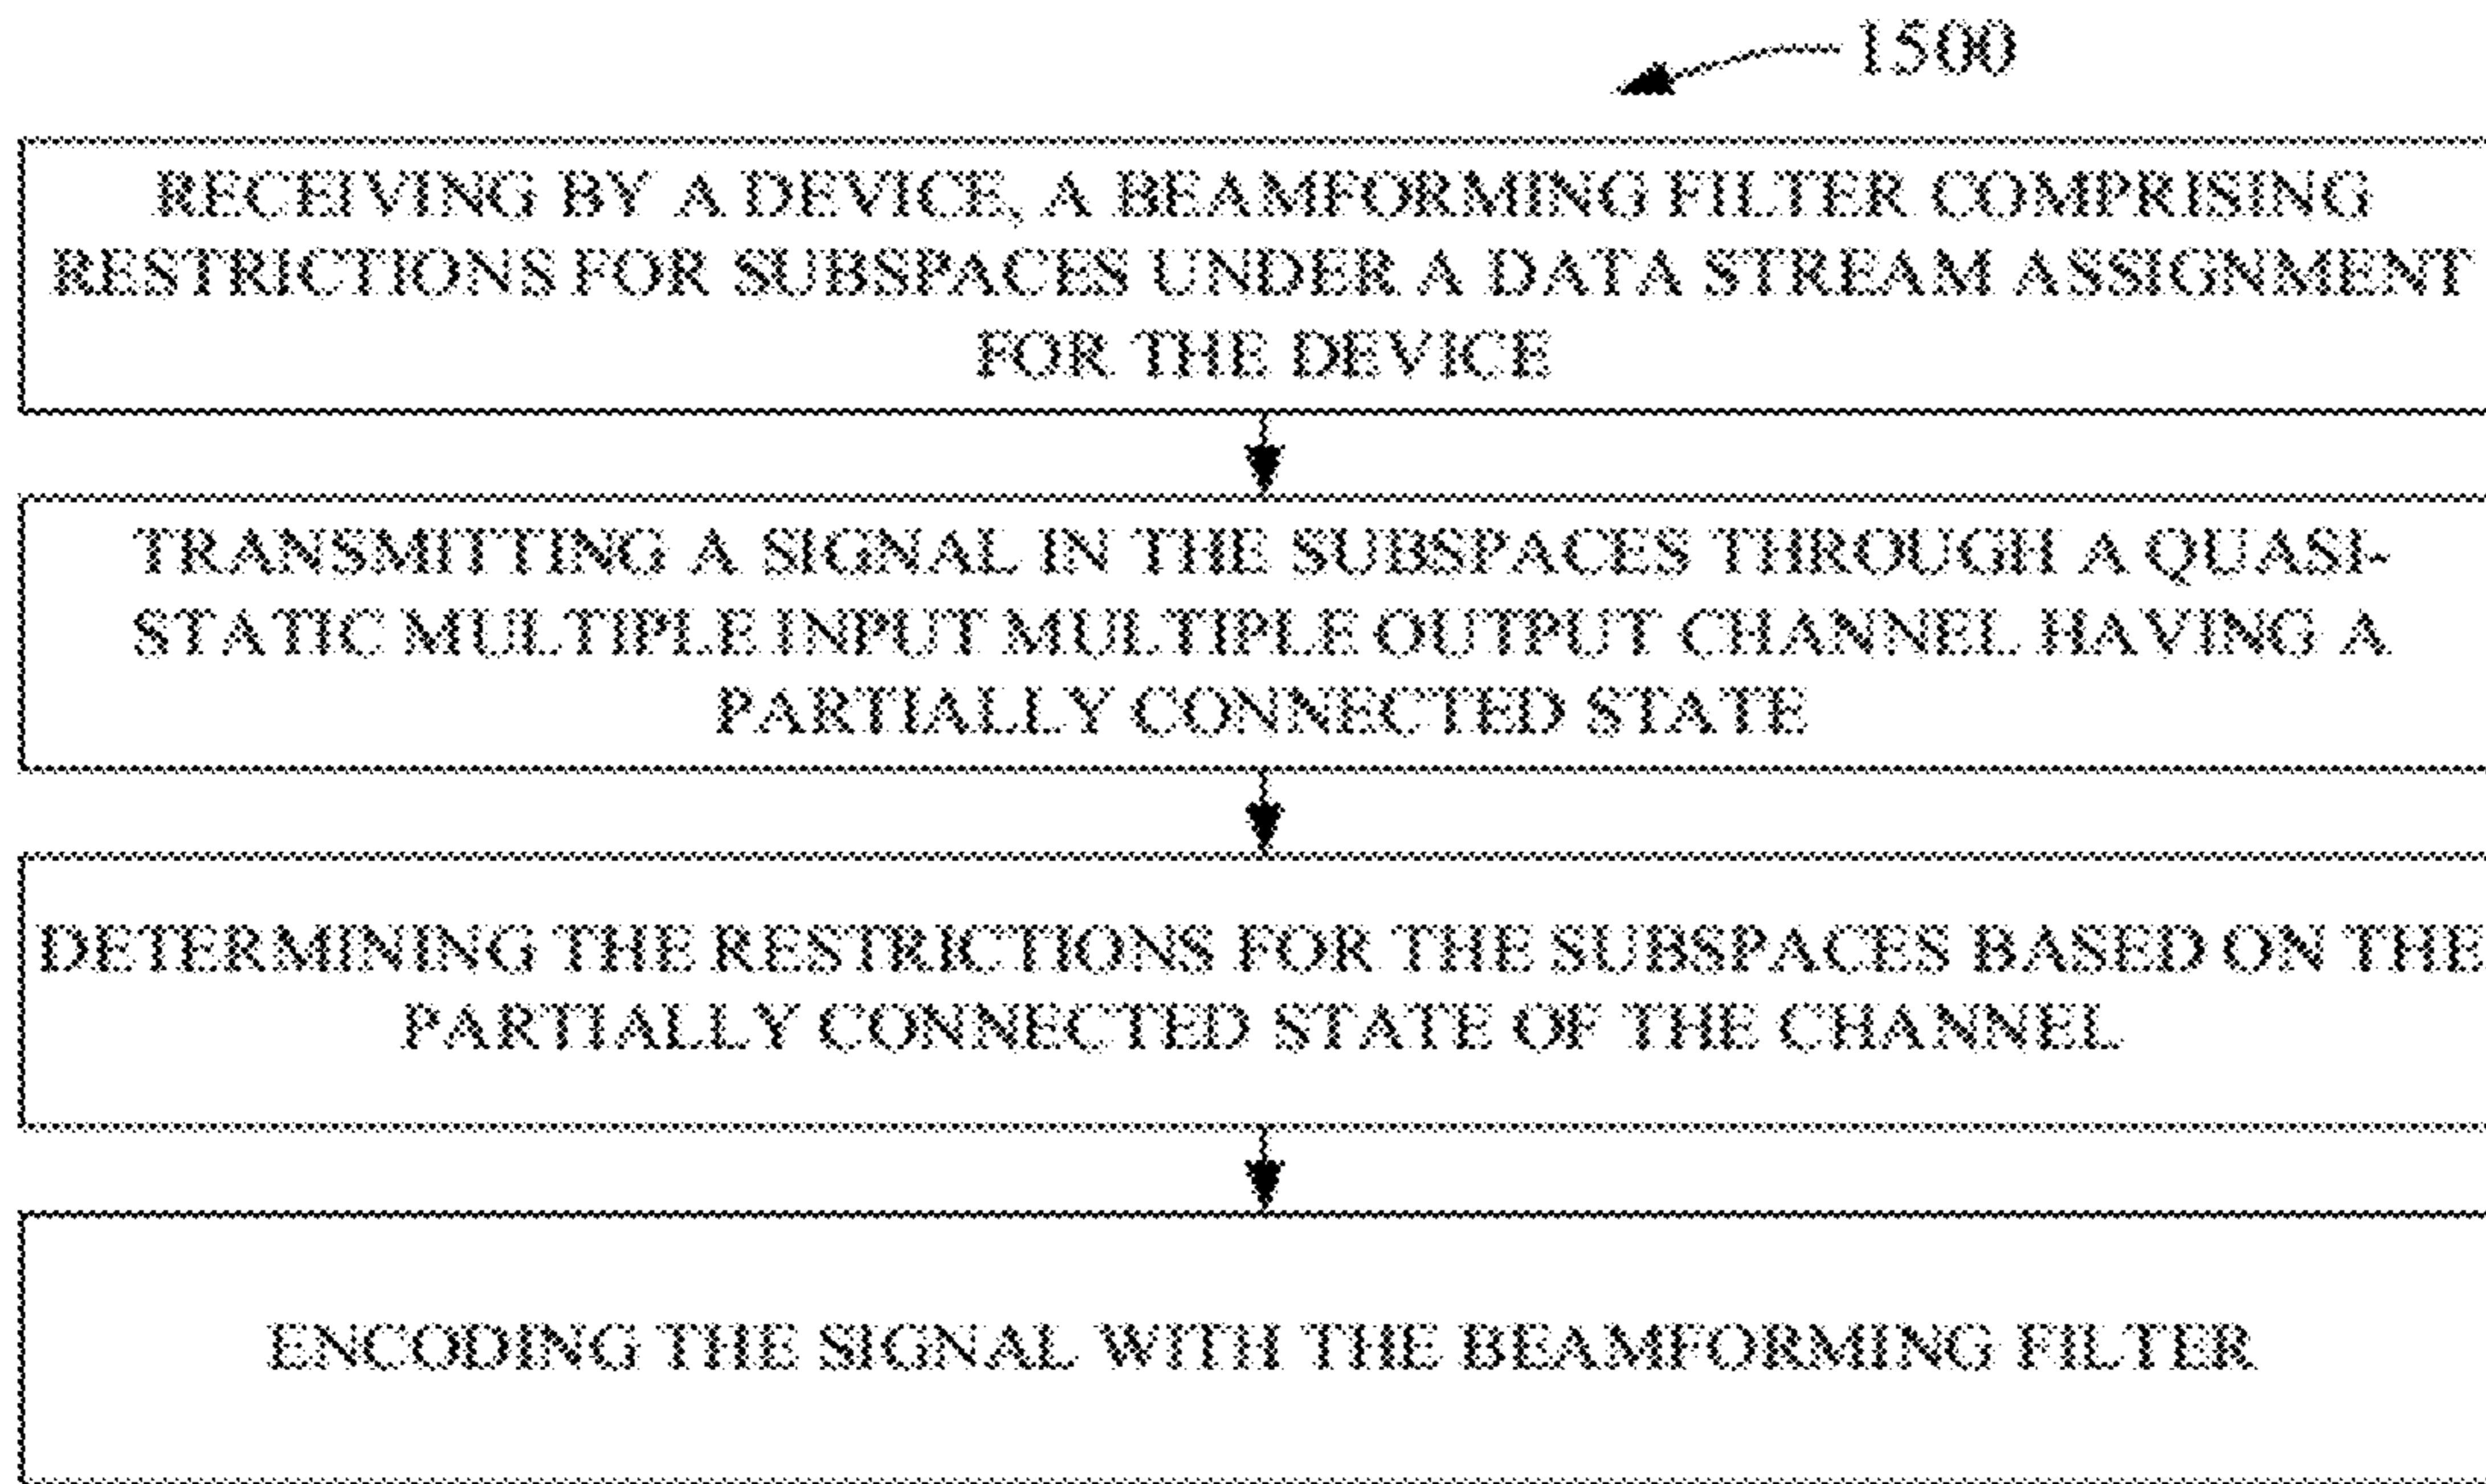 1500
RECEIVING BY A DEVICE, A BEAMFORMING FILTER COMPRISING
RESTRICTIONS FOR SUBSPACES UNDER A DATA STREAM ASSIGNMENT
FOR THE DEVICE
TRANSMITTING A SIGNAL IN THE SUBSPACES THROUGH A QUASI-
STATIC MULTIPLE INPUT MULTIPLE OUTPUT CHANNEL HAVING A
PARTIALLY CONNECTED STATE
DETERMINING THE RESTRICTIONS FOR THE SUBSPACES BASED ON THE
PARTIALLY CONNECTED STATE OF THE CHANNEL
ENCODING THE SIGNAL WITH THE BEAMFORMING FILTER